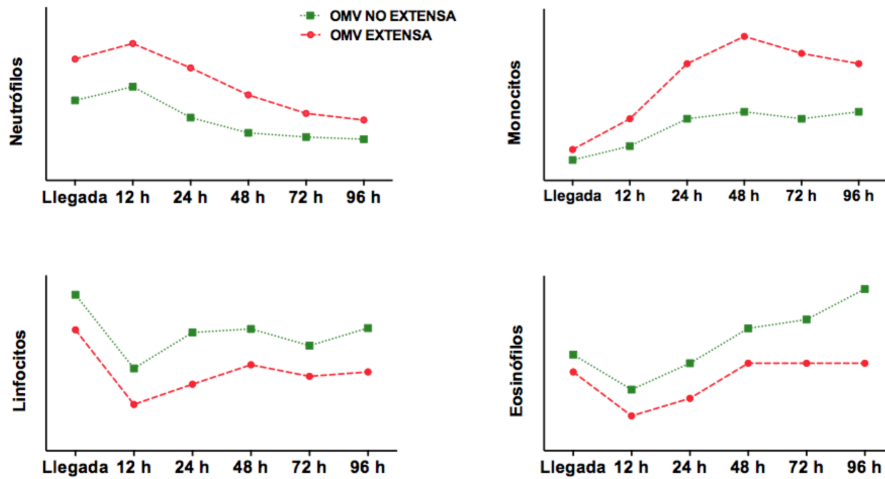 OMV NO EXTENSA
OMV EXTENSA
Neutrófilos
Llegada 12 h 24 h 48 h 72 h 96 h
Monocitos
Llegada 12 h 24 h 48 h 72 h 96 h
Linfocitos
Llegada 12 h 24 h 48 h 72 h 96 h
Eosinófilos
Llegada 12 h 24 h 48 h 72 h 96 h